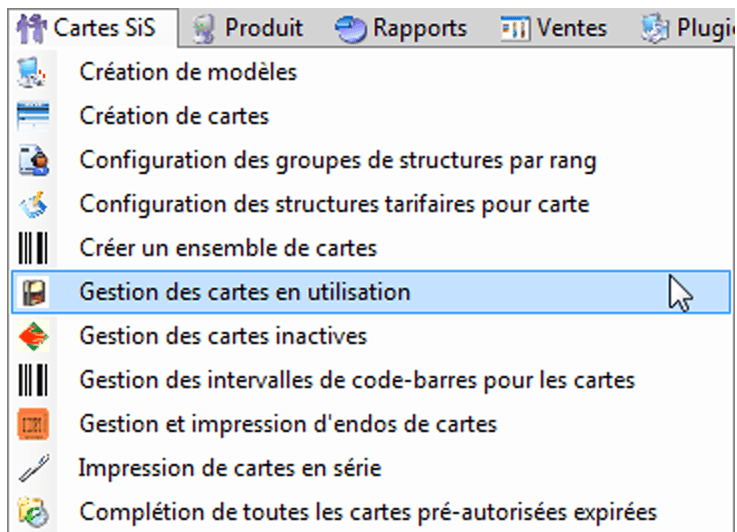 Cartes SiS Produit Rapports Ventes Plugi
Création de modèles
Création de cartes
Configuration des groupes de structures par rang
Configuration des structures tarifaires pour carte
Créer un ensemble de cartes
Gestion des cartes en utilisation
Gestion des cartes inactives
Gestion des intervalles de code-barres pour les cartes
Gestion et impression d'endos de cartes
Impression de cartes en série
Complétion de toutes les cartes pré-autorisées expirées